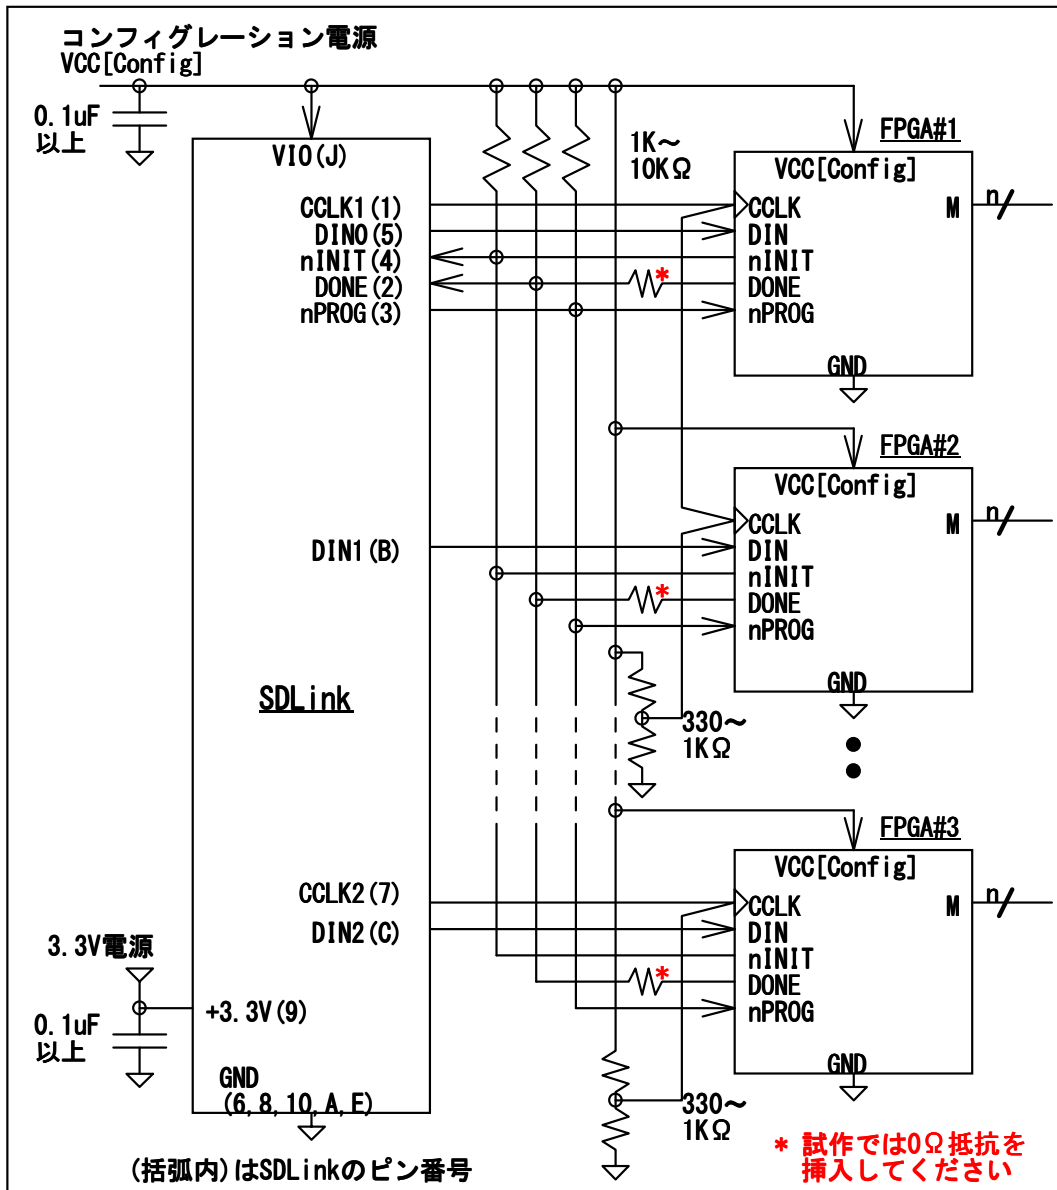 コンフィグレーション電源
VCC[Config]
0.1uF
以上
VIO(J)
1K～
10KΩ
FPGA#1
VCC[Config]
CCLK1(1)
DIN0(5)
nINIT(4)
DONE(2)
nPROG(3)
*
CCLK
DIN
nINIT
DONE
nPROG
M
n
GND
FPGA#2
VCC[Config]
DIN1(B)
*
CCLK
DIN
nINIT
DONE
nPROG
M
n
GND
SDLink
330～
1KΩ
FPGA#3
VCC[Config]
CCLK2(7)
DIN2(C)
*
CCLK
DIN
nINIT
DONE
nPROG
M
n
GND
3.3V電源
+3.3V(9)
0.1uF
以上
GND
(6,8,10,A,E)
330～
1KΩ
(括弧内)はSDLinkのピン番号
* 試作では0Ω抵抗を
挿入してください